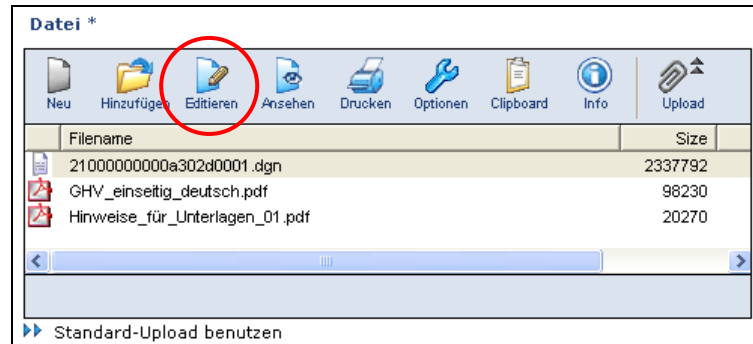 Datei *
Neu Hinzufügen Editieren Ansehen Drucken Optionen Clipboard Info Upload
Filename Size
21000000000a302d0001.dgn 2337792
GHV_einseitig_deutsch.pdf 98230
Hinweise_für_Unterlagen_01.pdf 20270
Standard-Upload benutzen